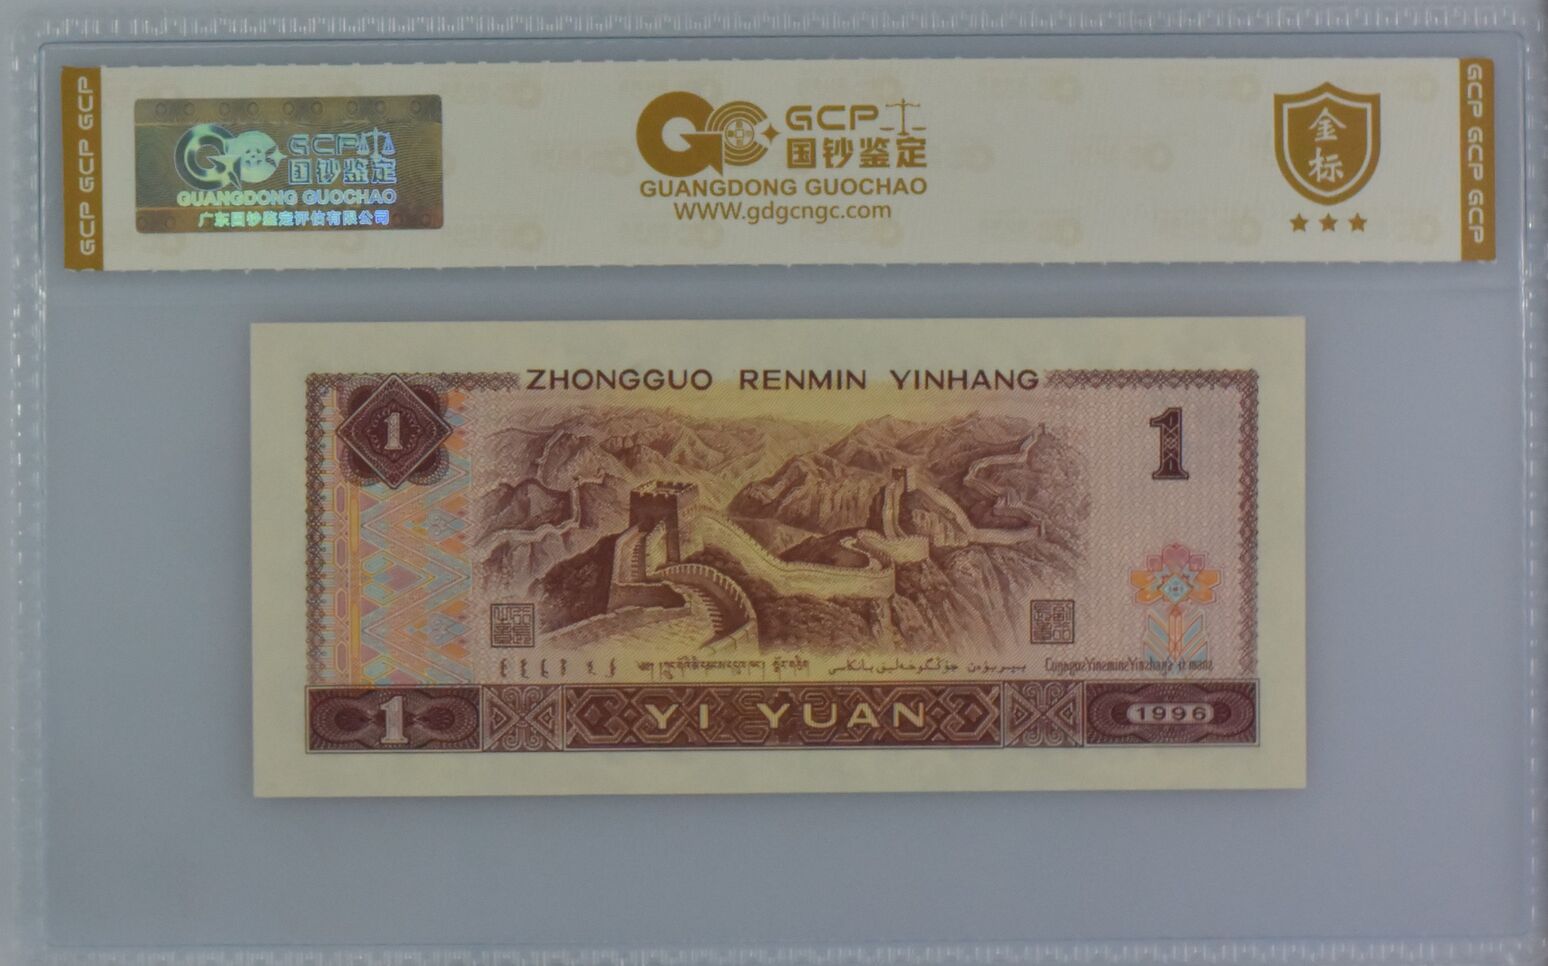 GCP GCP GCP
GCP
国钞鉴定
GUANGDONG GUOCHAO
广东国钞鉴定评估有限公司
GCP
国钞鉴定
GUANGDONG GUOCHAO
WWW.gdgcngc.com
金标
GCP GCP GCP
ZHONGGUO RENMIN YINHANG
1
1
1
YI YUAN
1996